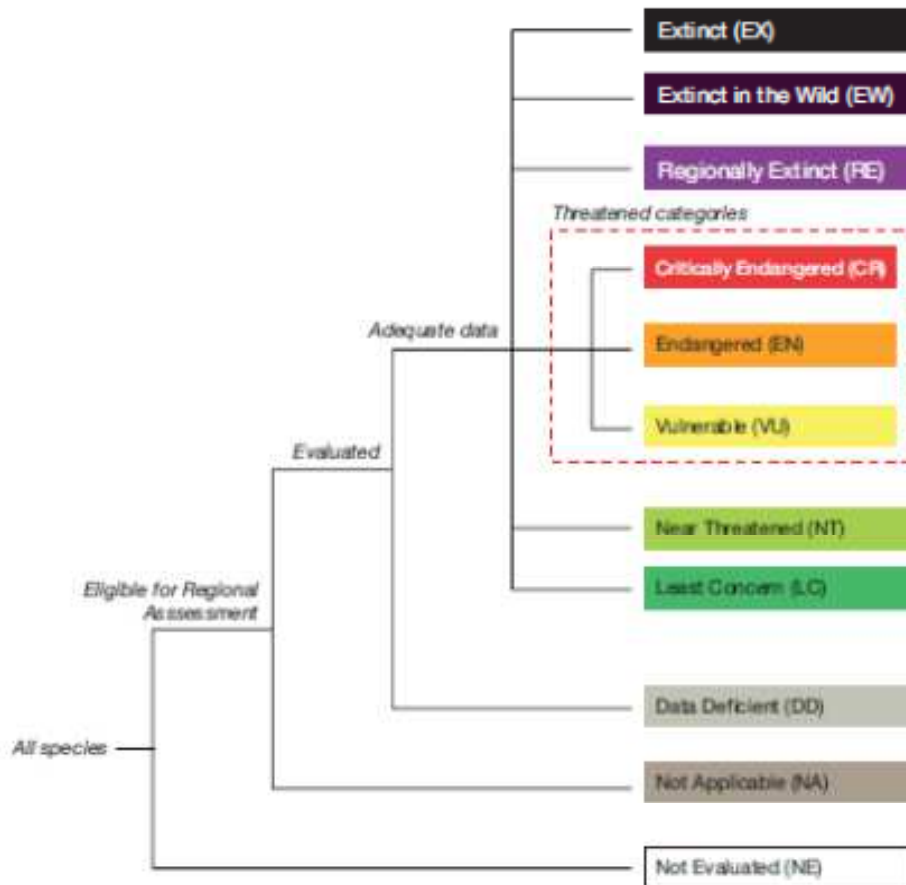 Extinct (EX)
Extinct in the Wild (EW)
Regionally Extinct (RE)
Threatened categories
Critically Endangered (CR)
Adequate data
Endangered (EN)
Vulnerable (VU)
Evaluated
Near Threatened (NT)
Eligible for Regional
Asssessment
Least Concern (LC)
Data Deficient (DD)
All species
Not Applicable (NA)
Not Evaluated (NE)